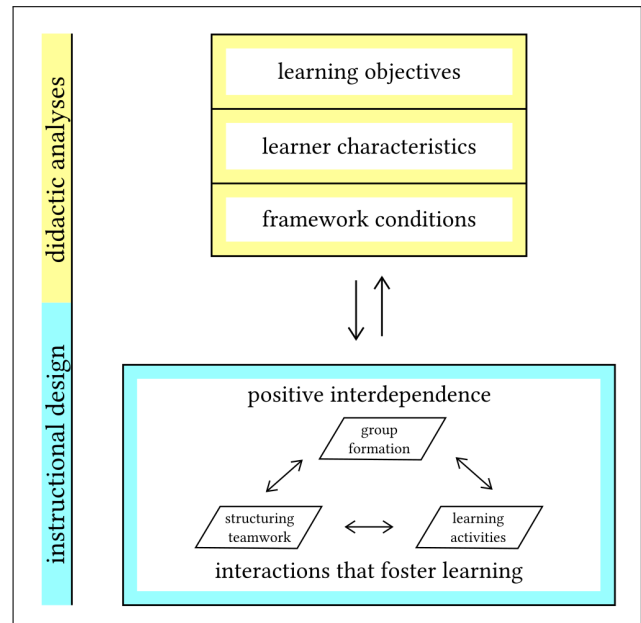 didactic analyses
learning objectives
learner characteristics
framework conditions
instructional design
positive interdependence
group
formation
structuring
teamwork
learning
activities
interactions that foster learning